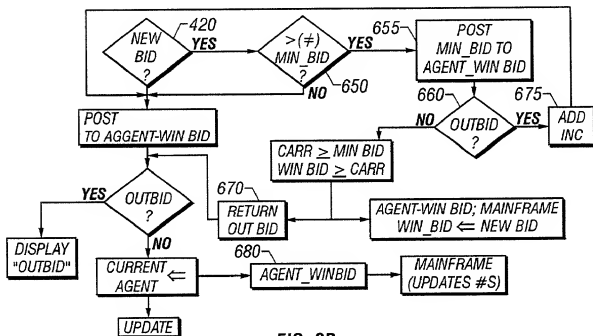 420
NEW
BID
?
YES
>(≠)
MIN_BID
?
YES
650
NO
655
POST
MIN_BID TO
AGENT_WIN BID
660
OUTBID
?
NO
YES
675
ADD
INC
POST
TO AGGENT-WIN BID
CARR ≥ MIN BID
WIN BID ≥ CARR
YES
OUTBID
?
NO
670
RETURN
OUT BID
AGENT-WIN BID; MAINFRAME
WIN_BID ⇐ NEW BID
DISPLAY
"OUTBID"
CURRENT
AGENT ⇐
680
AGENT_WINBID
MAINFRAME
(UPDATES #S)
UPDATE